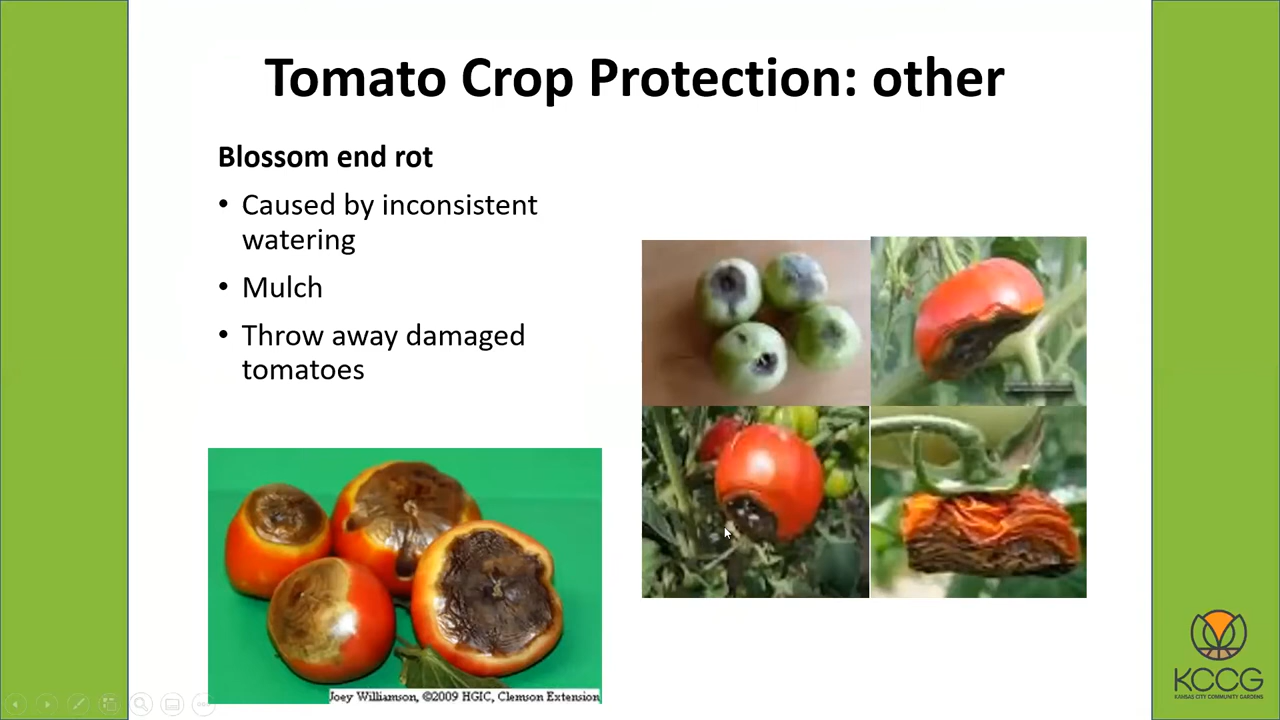 Tomato Crop Protection: other
Blossom end rot
• Caused by inconsistent
watering
• Mulch
• Throw away damaged
tomatoes
Joey Williamson, ©2009 HGIC, Clemson Extension
KCCG
KANSAS CITY COMMUNITY GARDENS